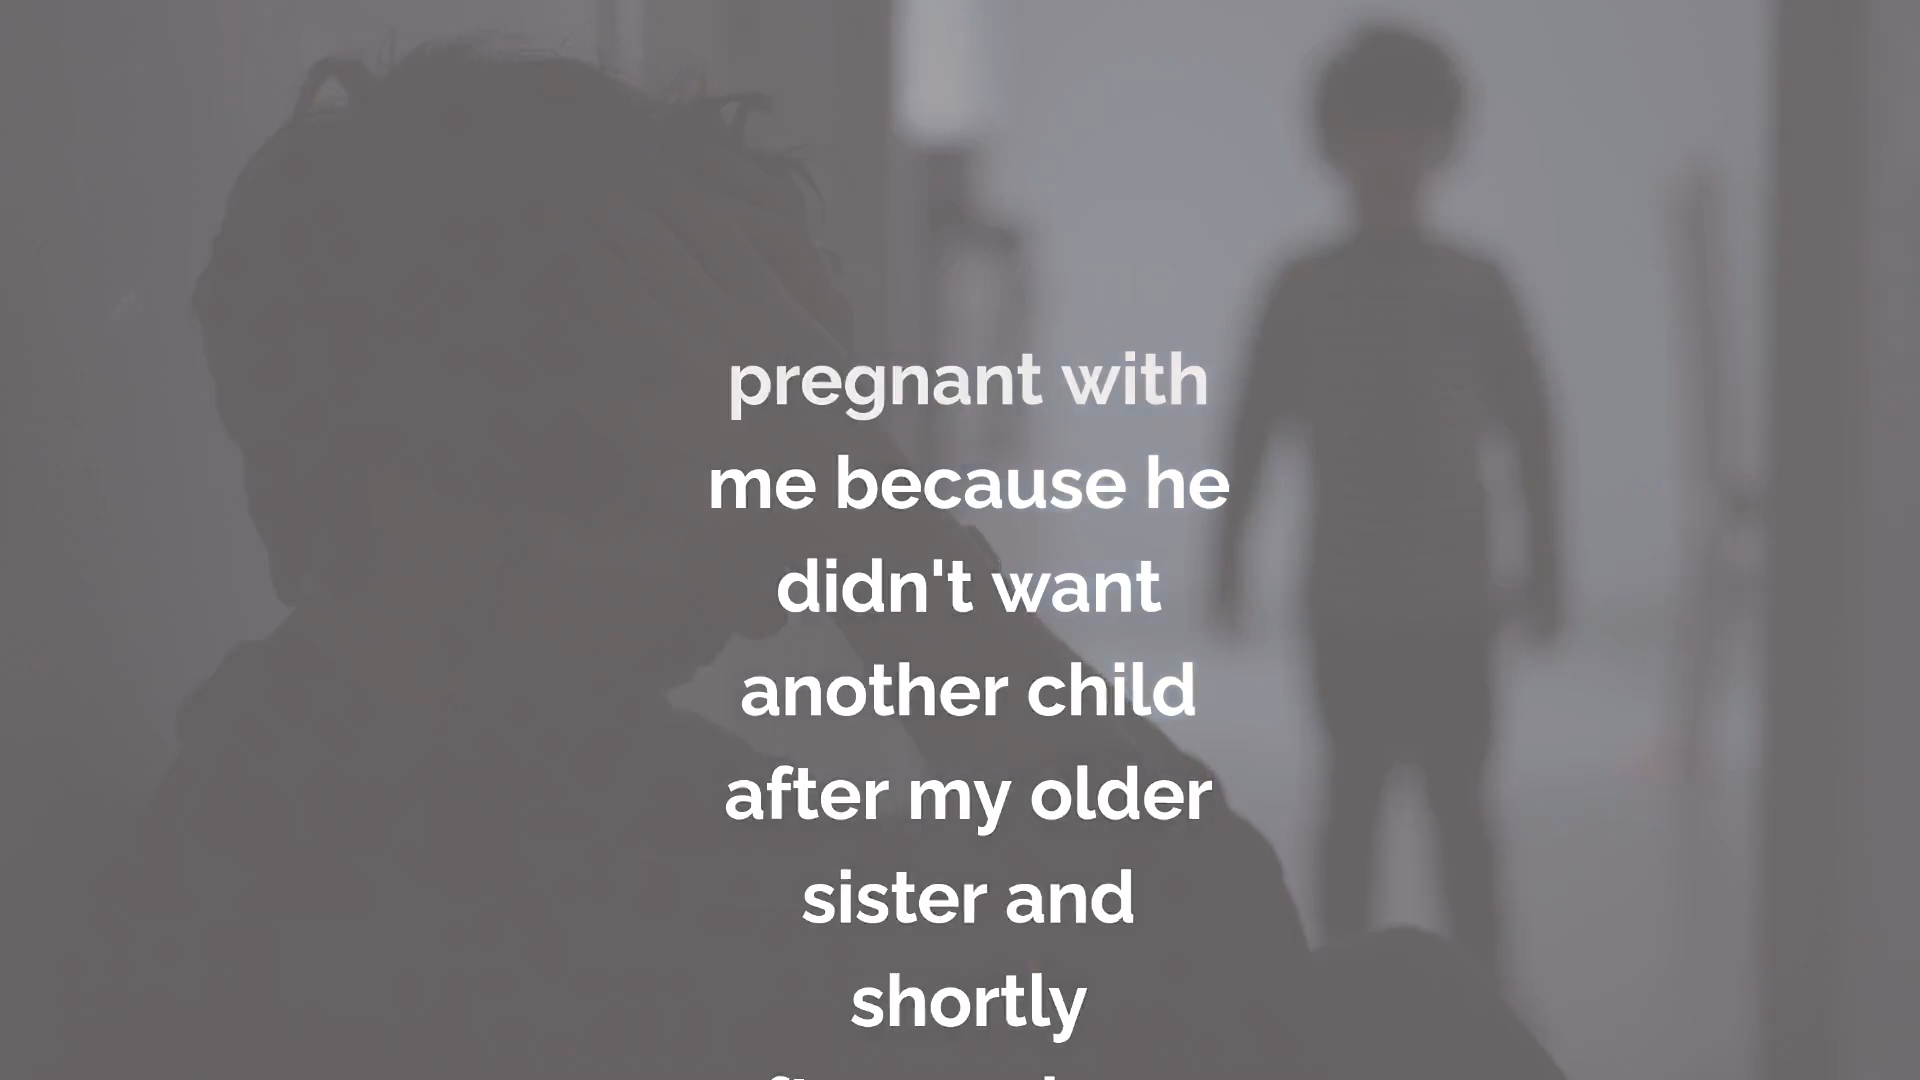 pregnant with
me because he
didn't want
another child
after my older
sister and
shortly